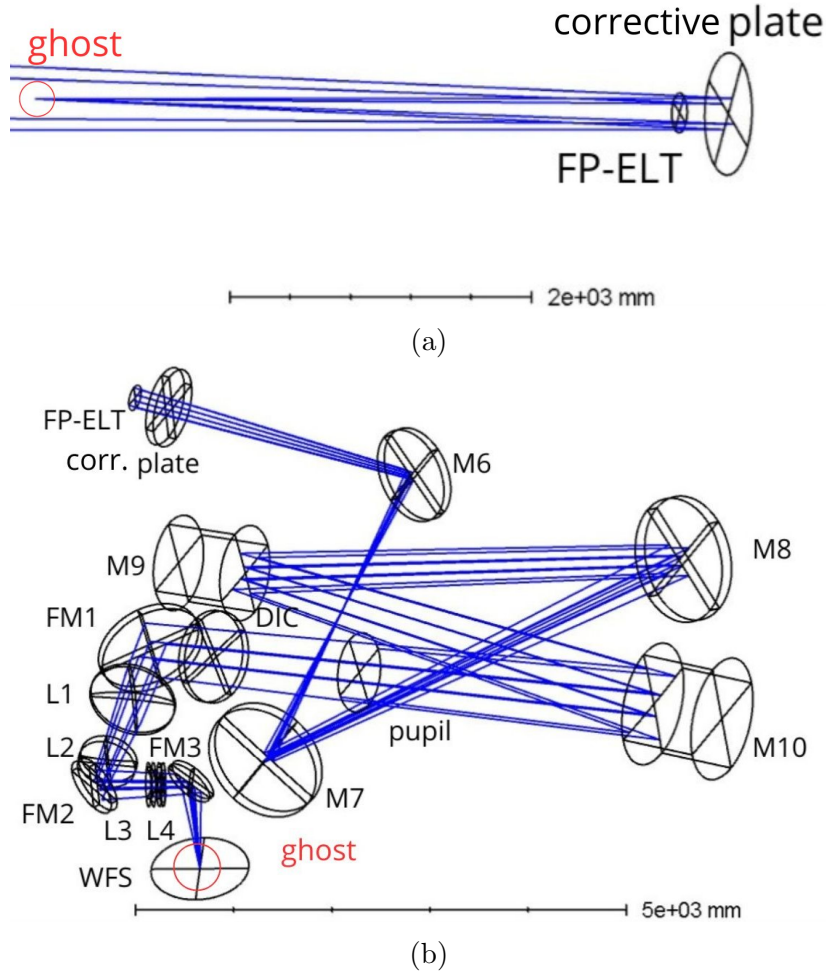 corrective plate
ghost
FP-ELT
2e+03 mm
(a)
FP-ELT
corr. plate
M6
M9
M8
FM1
DIC
L1
pupil
L2
FM3
M10
FM2
L3
L4
M7
ghost
WFS
5e+03 mm
(b)